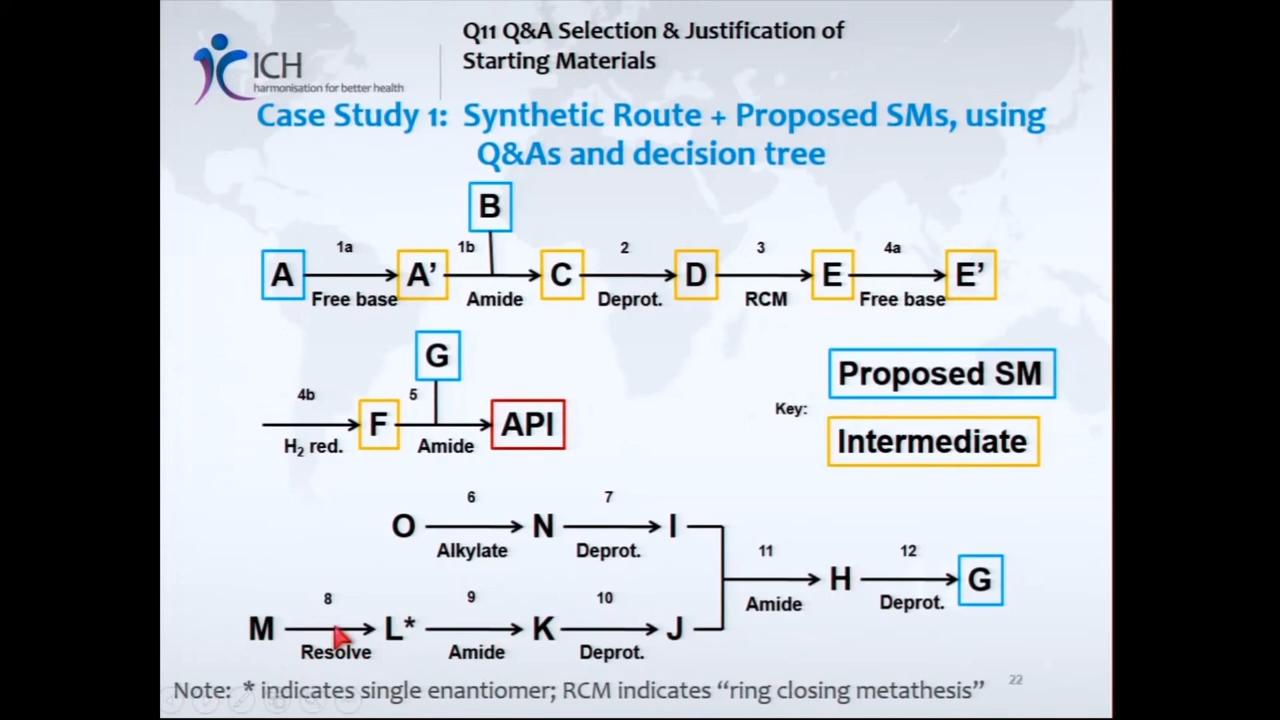 Q11 Q&A Selection & Justification of
Starting Materials
ICH
harmonisation for better health
Case Study 1: Synthetic Route + Proposed SMs, using
Q&As and decision tree
B
1a 1b 2 3 4a
A A' C D E E'
Free base Amide Deprot. RCM Free base
G
4b 5
F API
H2 red. Amide
Proposed SM
Key:
Intermediate
6 7
O N I
Alkylate Deprot.
11 12
H G
Amide Deprot.
8 9 10
M L* K J
Resolve Amide Deprot.
Note: * indicates single enantiomer; RCM indicates “ring closing metathesis”
22